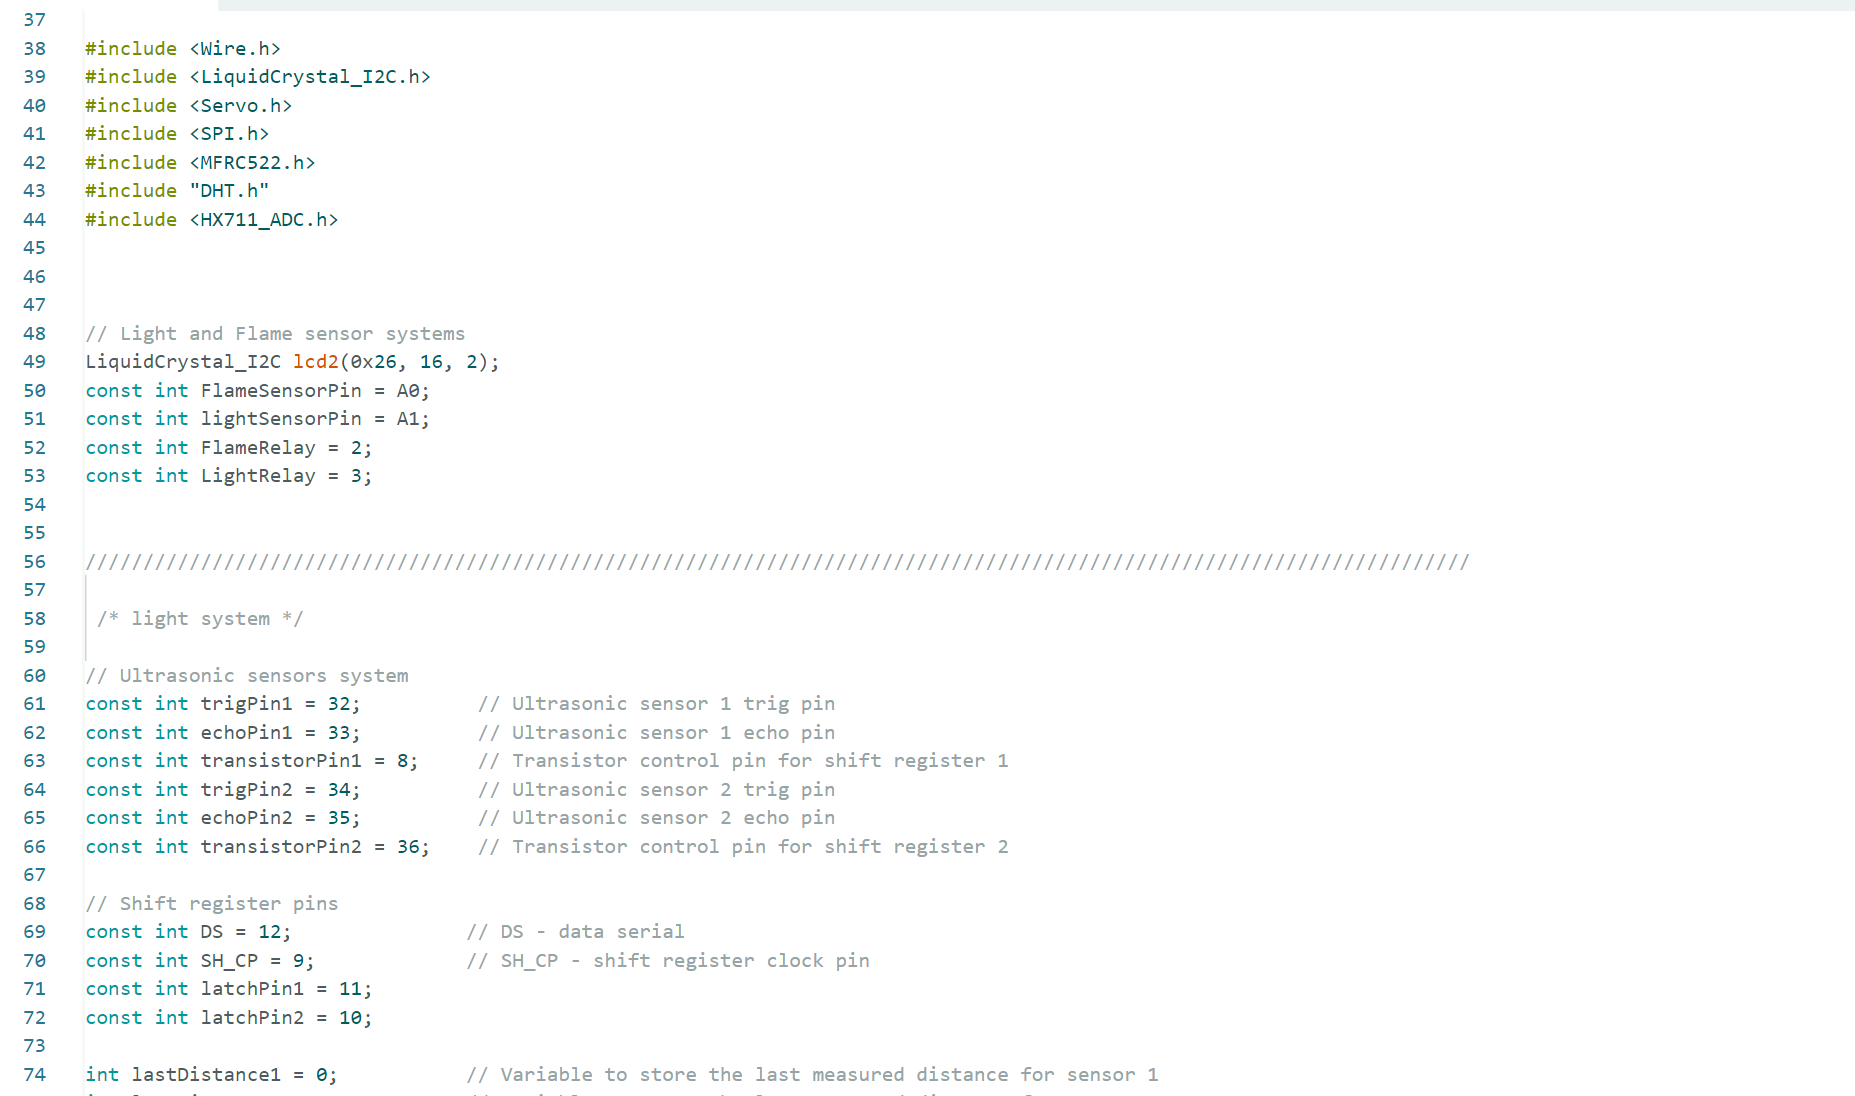 37
38 #include <Wire.h>
39 #include <LiquidCrystal_I2C.h>
40 #include <Servo.h>
41 #include <SPI.h>
42 #include <MFRC522.h>
43 #include "DHT.h"
44 #include <HX711_ADC.h>
45
46
47
48 // Light and Flame sensor systems
49 LiquidCrystal_I2C lcd2(0x26, 16, 2);
50 const int FlameSensorPin = A0;
51 const int lightSensorPin = A1;
52 const int FlameRelay = 2;
53 const int LightRelay = 3;
54
55
56 ////////////////////////////////////////////////////////////////////////////////////////////////////////////////////////
57
58 /* light system */
59
60 // Ultrasonic sensors system
61 const int trigPin1 = 32; // Ultrasonic sensor 1 trig pin
62 const int echoPin1 = 33; // Ultrasonic sensor 1 echo pin
63 const int transistorPin1 = 8; // Transistor control pin for shift register 1
64 const int trigPin2 = 34; // Ultrasonic sensor 2 trig pin
65 const int echoPin2 = 35; // Ultrasonic sensor 2 echo pin
66 const int transistorPin2 = 36; // Transistor control pin for shift register 2
67
68 // Shift register pins
69 const int DS = 12; // DS - data serial
70 const int SH_CP = 9; // SH_CP - shift register clock pin
71 const int latchPin1 = 11;
72 const int latchPin2 = 10;
73
74 int lastDistance1 = 0; // Variable to store the last measured distance for sensor 1